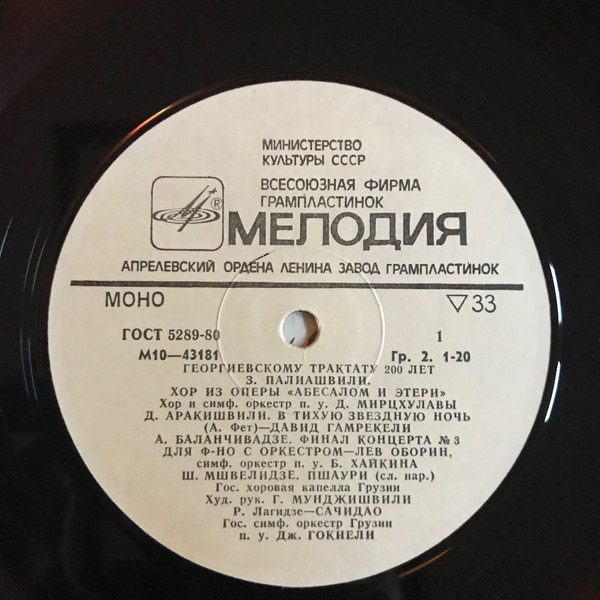 МИНИСТЕРСТВО
КУЛЬТУРЫ СССР
ВСЕСОЮЗНАЯ ФИРМА
ГРАМПЛАСТИНОК
®
МЕЛОДИЯ
АПРЕЛЕВСКИЙ ОРДЕНА ЛЕНИНА ЗАВОД ГРАМПЛАСТИНОК
МОНО ▽33
ГОСТ 5289-80 1
М10—43181 Гр. 2. 1-20
ГЕОРГИЕВСКОМУ ТРАКТАТУ 200 ЛЕТ
З. ПАЛИАШВИЛИ.
ХОР ИЗ ОПЕРЫ «АБЕСАЛОМ И ЭТЕРИ»
Хор и симф. оркестр п. у. Д. МИРЦХУЛАВЫ
Д. АРАКИШВИЛИ. В ТИХУЮ ЗВЕЗДНУЮ НОЧЬ
(А. Фет)—ДАВИД ГАМРЕКЕЛИ
А. БАЛАНЧИВАДЗЕ. ФИНАЛ КОНЦЕРТА №3
ДЛЯ Ф-НО С ОРКЕСТРОМ—ЛЕВ ОБОРИН,
симф. оркестр п. у. Б. ХАЙКИНА
Ш. МШВЕЛИДЗЕ. ПШАУРИ (сл. нар.)
Гос. хоровая капелла Грузии
Худ. рук. Г. МУНДЖИШВИЛИ
Р. Лагидзе—САЧИДАО
Гос. симф. оркестр Грузии
п. у. Дж. ГОКИЕЛИ